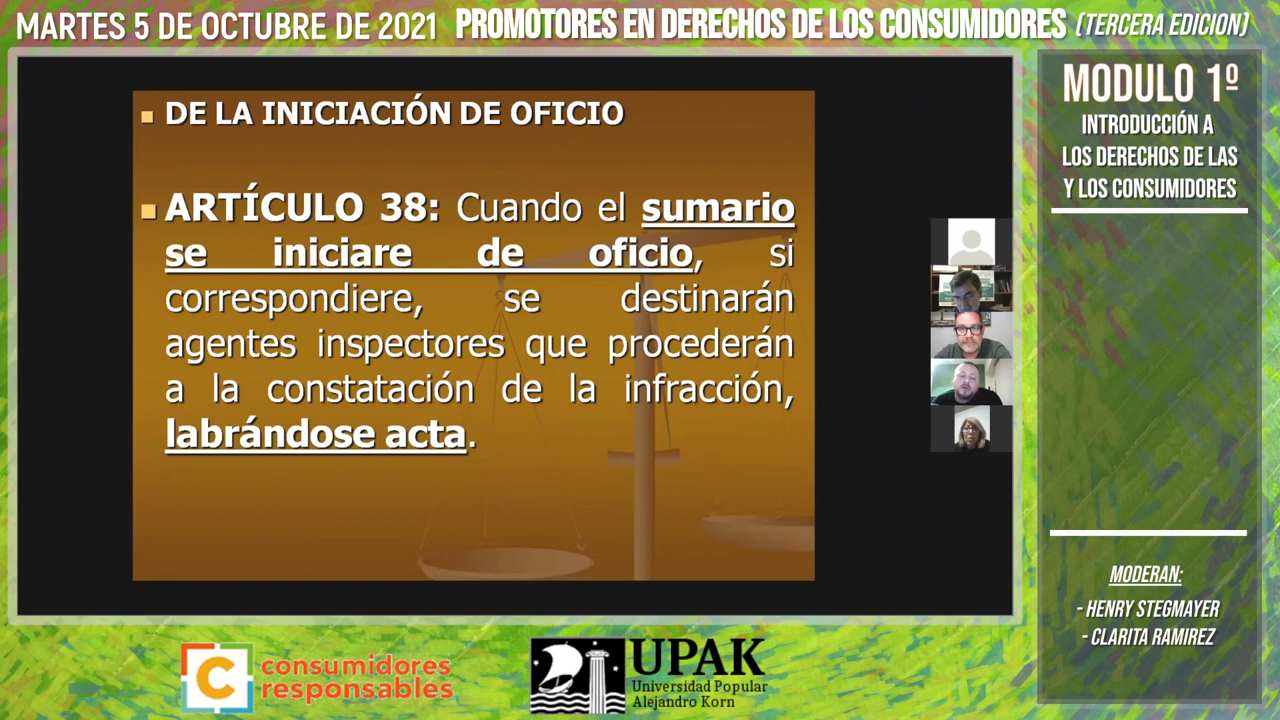 MARTES 5 DE OCTUBRE DE 2021 PROMOTORES EN DERECHOS DE LOS CONSUMIDORES (TERCERA EDICION)
MODULO 1º
INTRODUCCIÓN A
LOS DERECHOS DE LAS
Y LOS CONSUMIDORES
DE LA INICIACIÓN DE OFICIO
ARTÍCULO 38: Cuando el sumario
se iniciare de oficio, si
correspondiere, se destinarán
agentes inspectores que procederán
a la constatación de la infracción,
labrándose acta.
MODERAN:
- HENRY STEGMAYER
- CLARITA RAMIREZ
C consumidores
responsables
UPAK
Universidad Popular
Alejandro Korn